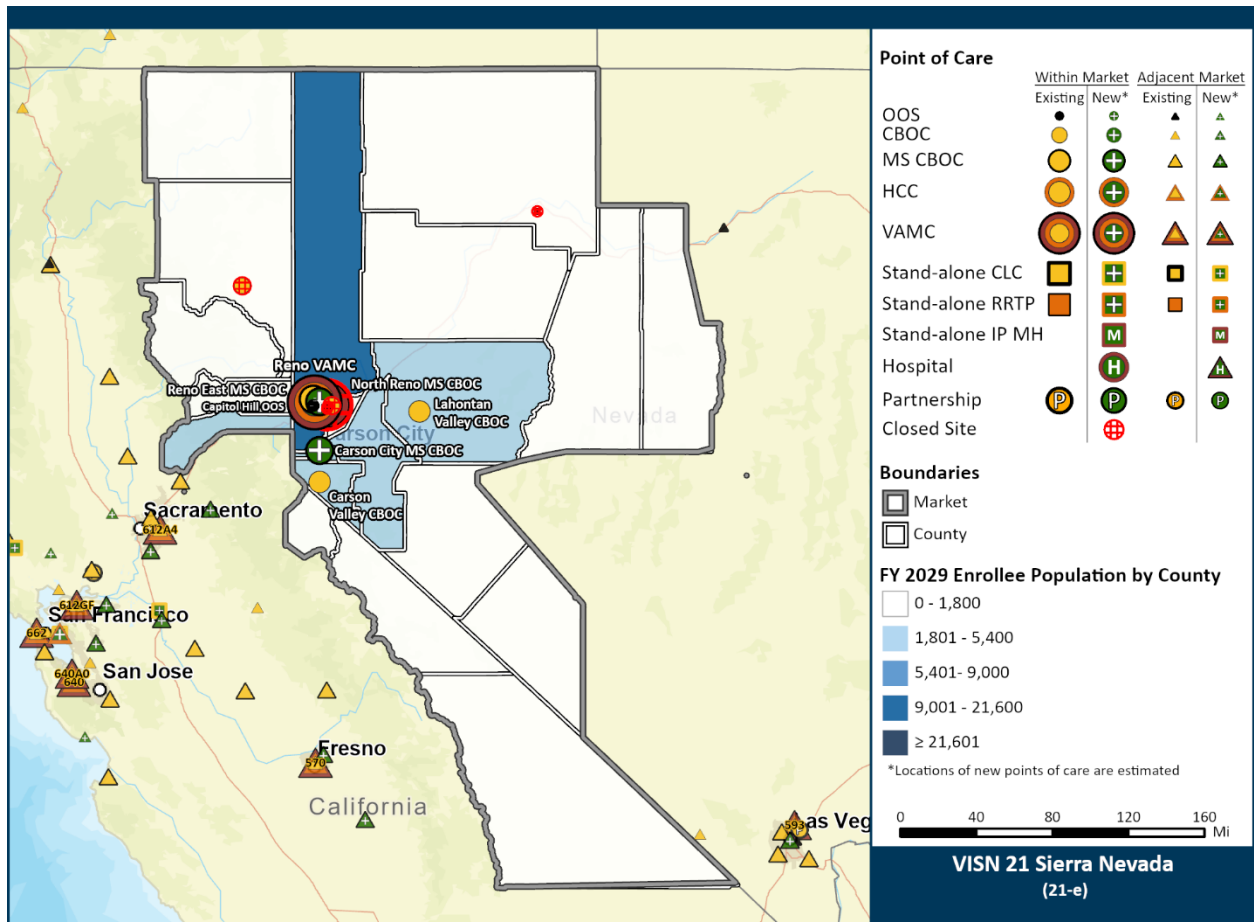 Reno VAMC
Reno East MS CBOC
North Reno MS CBOC
Capitol Hill OOS
Lahontan
Valley CBOC
Nevada
Carson City
Carson City MS CBOC
Carson
Valley CBOC
Sacramento
612A4
612GF
San Francisco
662
640A0
640
San Jose
Fresno
570
California
593
as Veg
Point of Care
Within Market
Adjacent Market
Existing
New*
Existing
New*
OOS
CBOC
MS CBOC
HCC
VAMC
Stand-alone CLC
Stand-alone RRTP
Stand-alone IP MH
M
M
Hospital
H
H
Partnership
P
P
P
P
Closed Site
Boundaries
Market
County
FY 2029 Enrollee Population by County
0 - 1,800
1,801 - 5,400
5,401- 9,000
9,001 - 21,600
≥ 21,601
*Locations of new points of care are estimated
0 40 80 120 160
Mi
VISN 21 Sierra Nevada
(21-e)